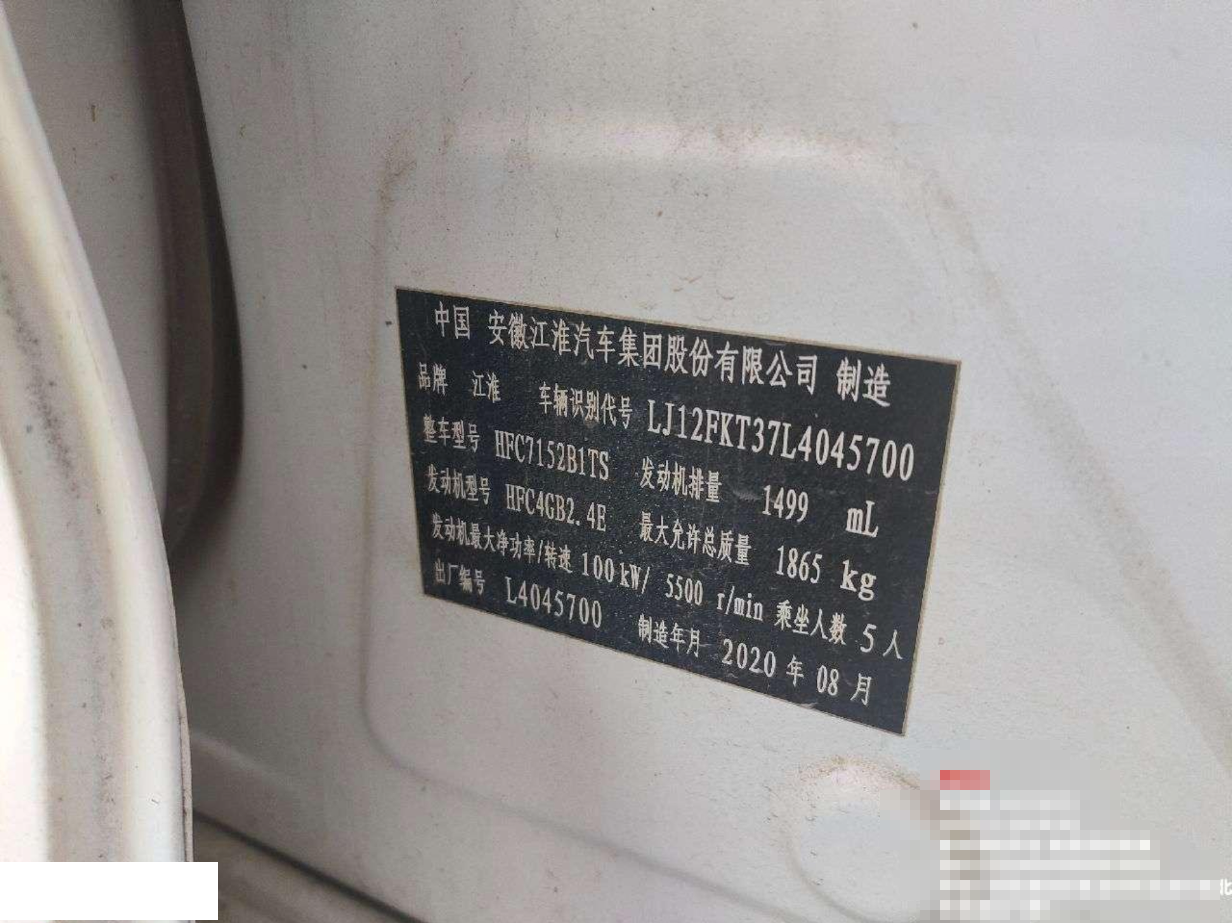 中国 安徽江淮汽车集团股份有限公司 制造
品牌 江淮 车辆识别代号 LJ12FKT37L4045700
整车型号 HFC7152B1TS 发动机排量 1499 mL
发动机型号 HFC4GB2.4E 最大允许总质量 1865 kg
发动机最大净功率/转速 100kW/ 5500 r/min 乘坐人数 5人
出厂编号 L4045700 制造年月 2020 年 08 月